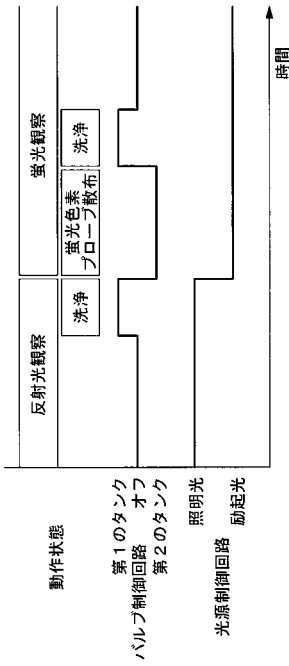 反射光観察
蛍光観察
動作状態
洗浄
蛍光色素
プローブ散布
洗浄
第１のタンク
バルブ制御回路 オフ
第２のタンク
照明光
光源制御回路
励起光
時間